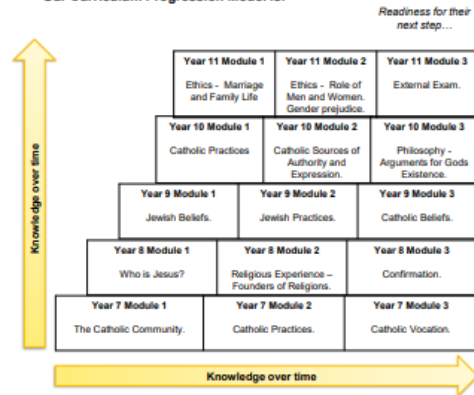 Our Curriculum Progression Model for
Readiness for their
next step…
Year 11 Module 1
Ethics - Marriage
and Family Life
Year 11 Module 2
Ethics - Role of
Men and Women.
Gender prejudice.
Year 11 Module 3
External Exam.
Year 10 Module 1
Catholic Practices
Year 10 Module 2
Catholic Sources of
Authority and
Expression.
Year 10 Module 3
Philosophy -
Arguments for Gods
Existence.
Year 9 Module 1
Jewish Beliefs.
Year 9 Module 2
Jewish Practices.
Year 9 Module 3
Catholic Beliefs.
Year 8 Module 1
Who is Jesus?
Year 8 Module 2
Religious Experience –
Founders of Religions.
Year 8 Module 3
Confirmation.
Year 7 Module 1
The Catholic Community.
Year 7 Module 2
Catholic Practices.
Year 7 Module 3
Catholic Vocation.
Knowledge over time
Knowledge over time